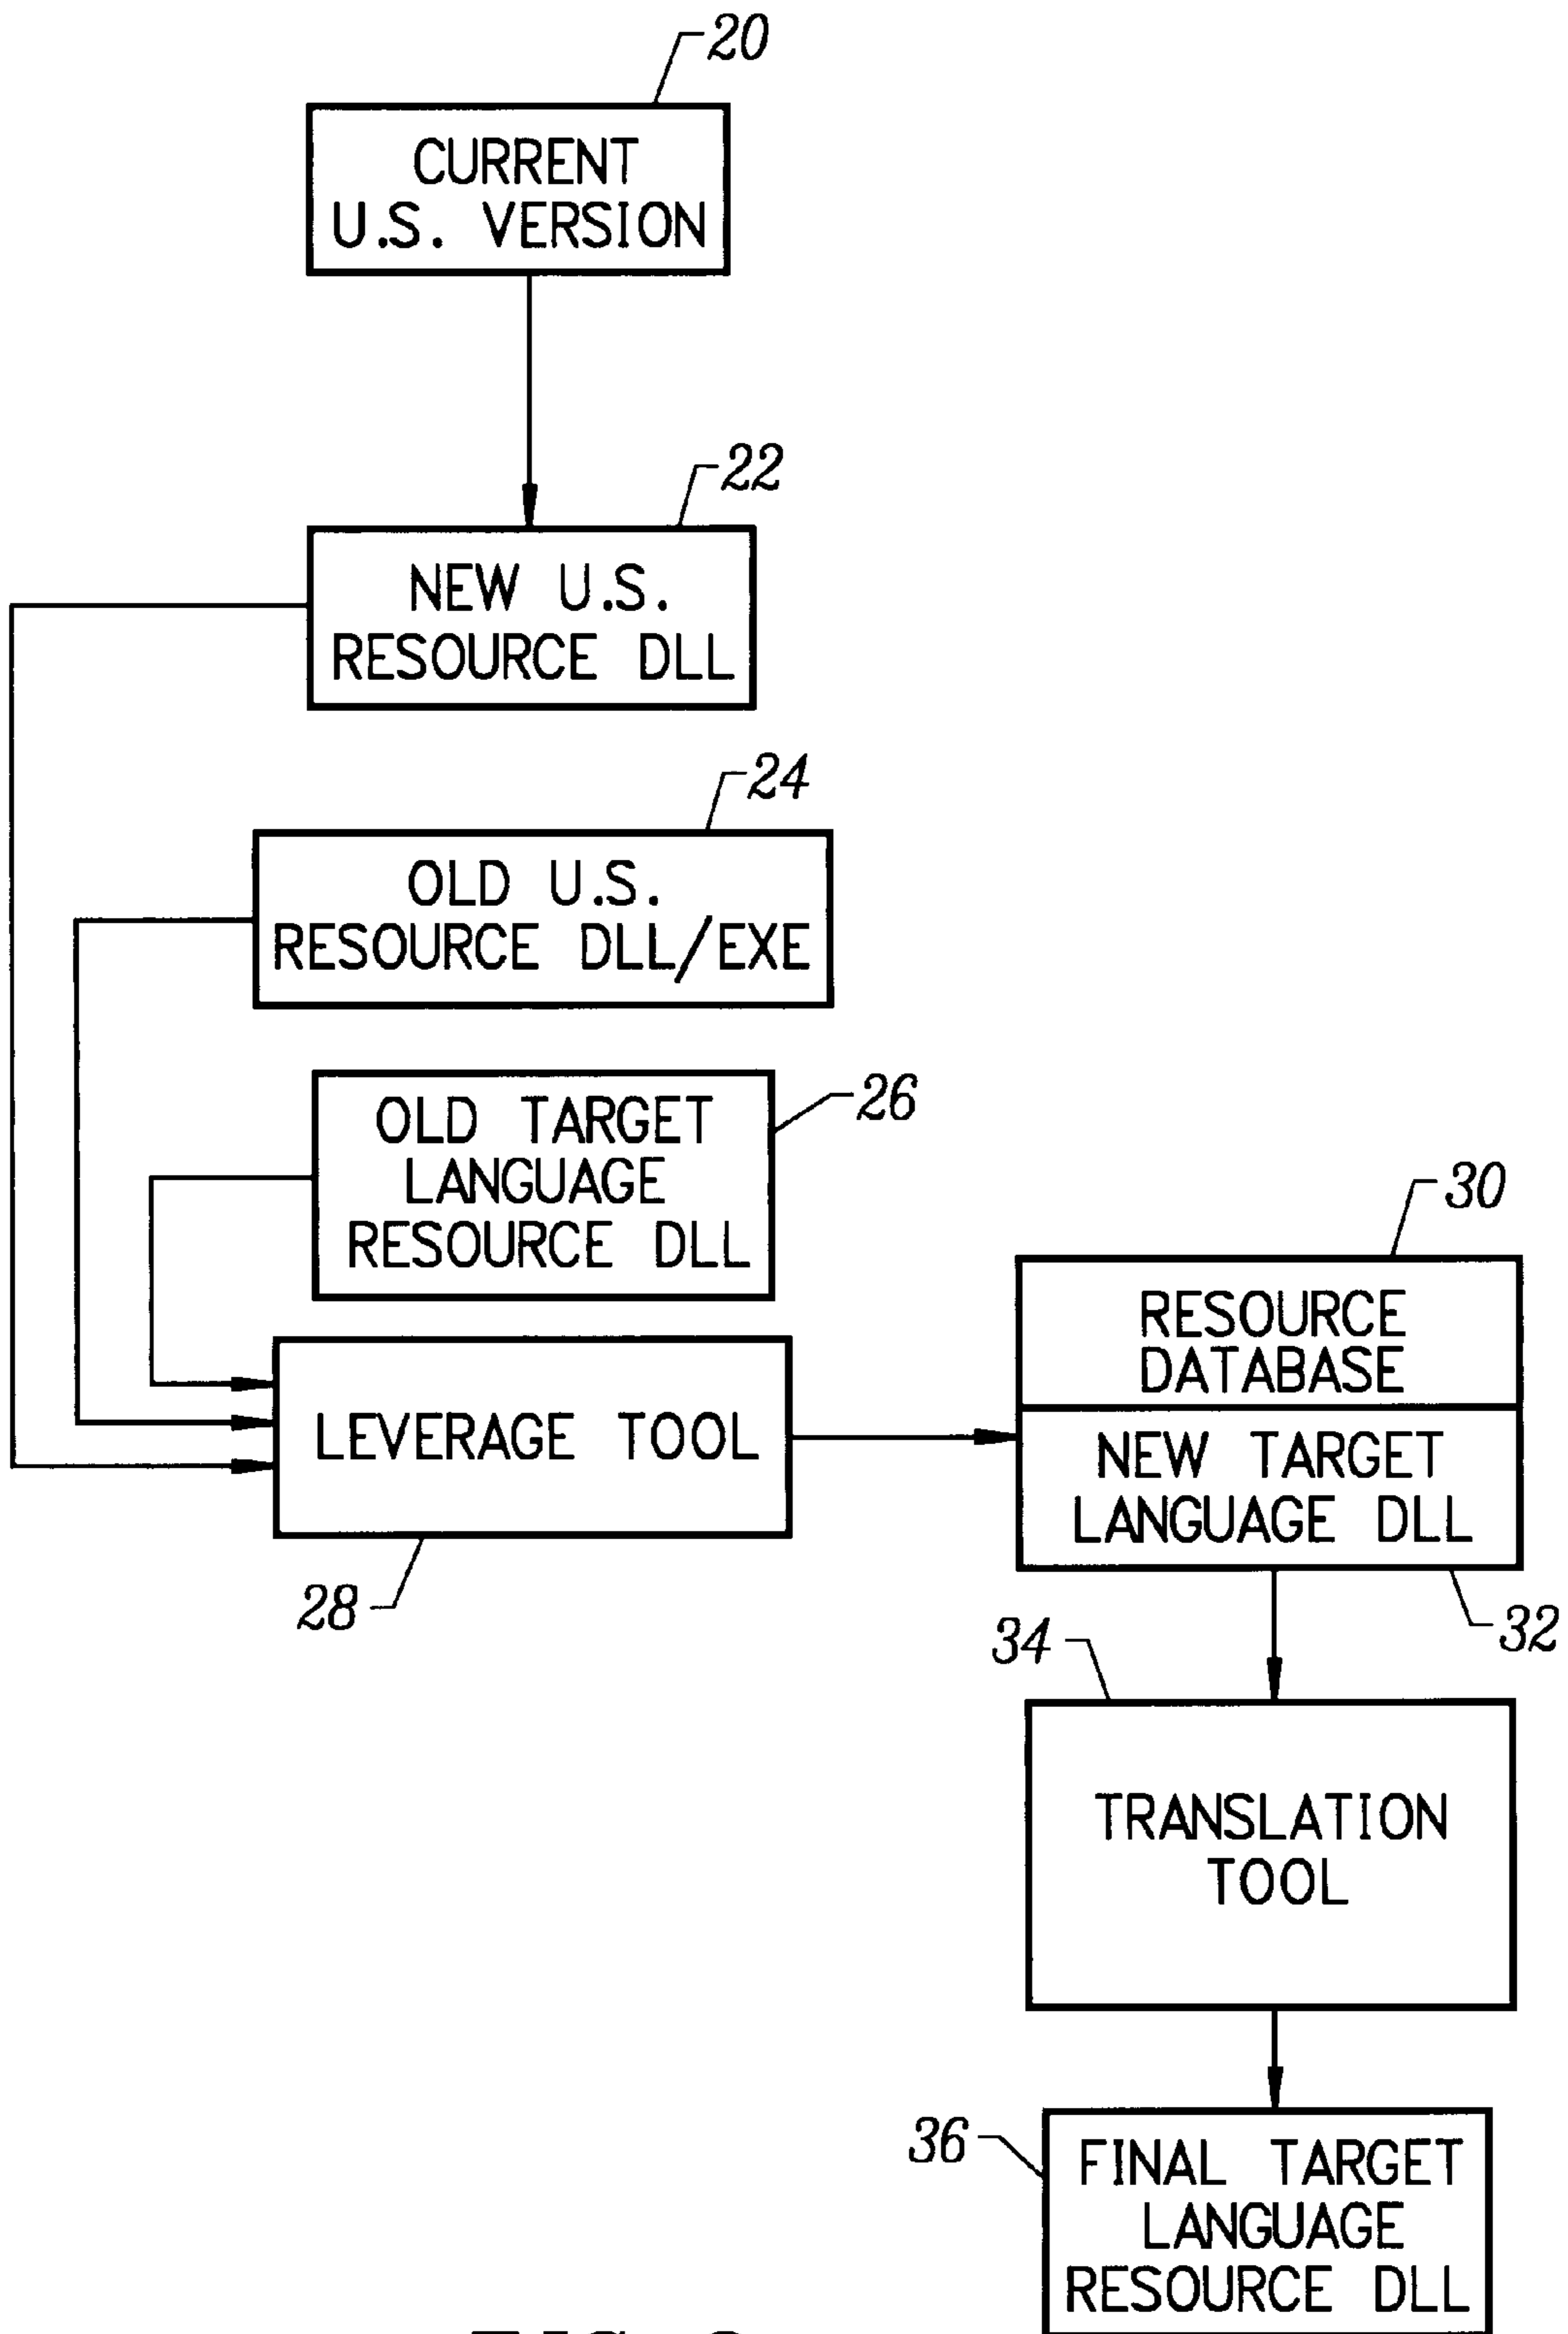 20
CURRENT
U.S. VERSION
22
NEW U.S.
RESOURCE DLL
24
OLD U.S.
RESOURCE DLL/EXE
26
OLD TARGET
LANGUAGE
RESOURCE DLL
30
RESOURCE
DATABASE
LEVERAGE TOOL
NEW TARGET
LANGUAGE DLL
28
32
34
TRANSLATION
TOOL
36
FINAL TARGET
LANGUAGE
RESOURCE DLL